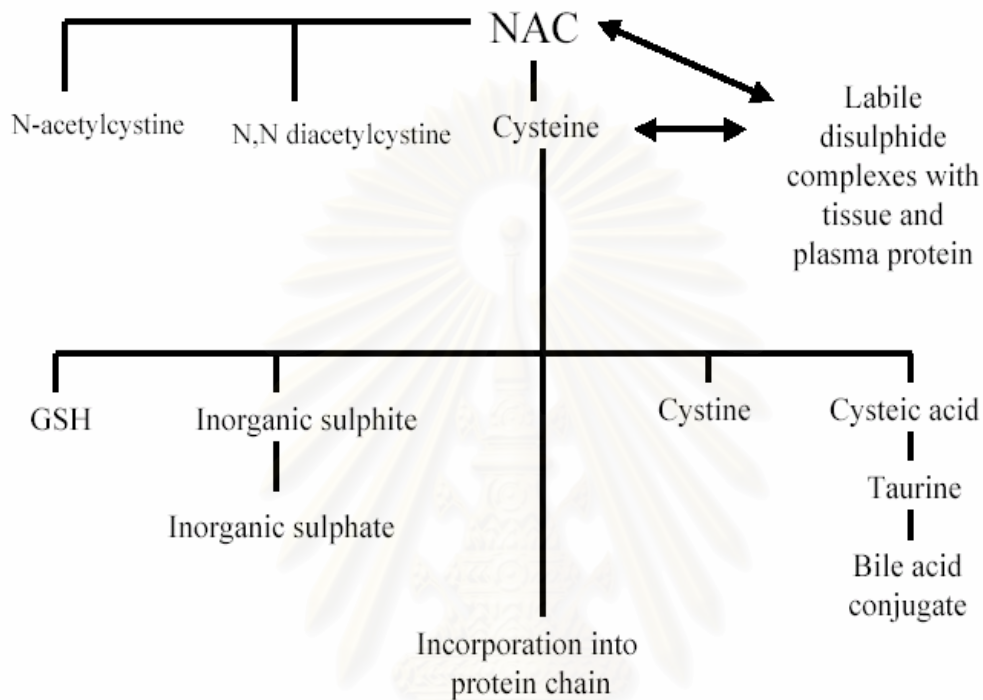 NAC
N-acetylcystine
N,N diacetylcystine
Cysteine
Labile
disulphide
complexes with
tissue and
plasma protein
GSH
Inorganic sulphite
Inorganic sulphate
Cystine
Cysteic acid
Taurine
Bile acid
conjugate
Incorporation into
protein chain